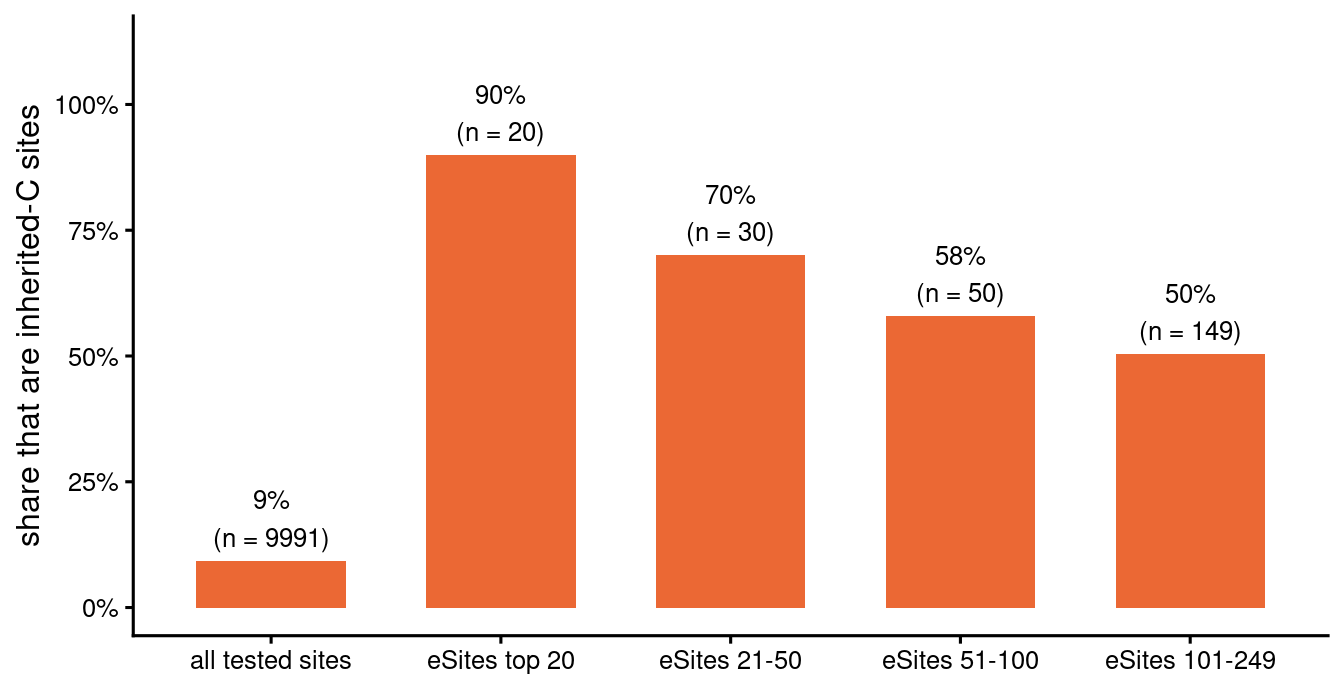 share that are inherited-C sites
100%
75%
50%
25%
0%
9%
(n = 9991)
90%
(n = 20)
70%
(n = 30)
58%
(n = 50)
50%
(n = 149)
all tested sites
eSites top 20
eSites 21-50
eSites 51-100
eSites 101-249